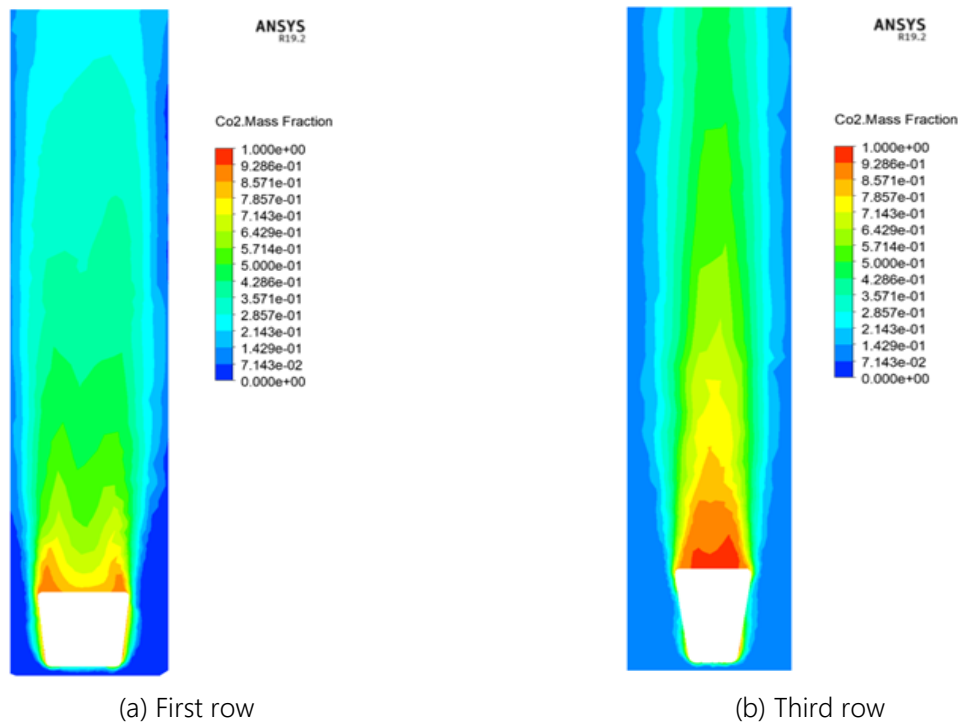 ANSYS
R19.2
Co2.Mass Fraction
1.000e+00
9.286e-01
8.571e-01
7.857e-01
7.143e-01
6.429e-01
5.714e-01
5.000e-01
4.286e-01
3.571e-01
2.857e-01
2.143e-01
1.429e-01
7.143e-02
0.000e+00
(a) First row
ANSYS
R19.2
Co2.Mass Fraction
1.000e+00
9.286e-01
8.571e-01
7.857e-01
7.143e-01
6.429e-01
5.714e-01
5.000e-01
4.286e-01
3.571e-01
2.857e-01
2.143e-01
1.429e-01
7.143e-02
0.000e+00
(b) Third row